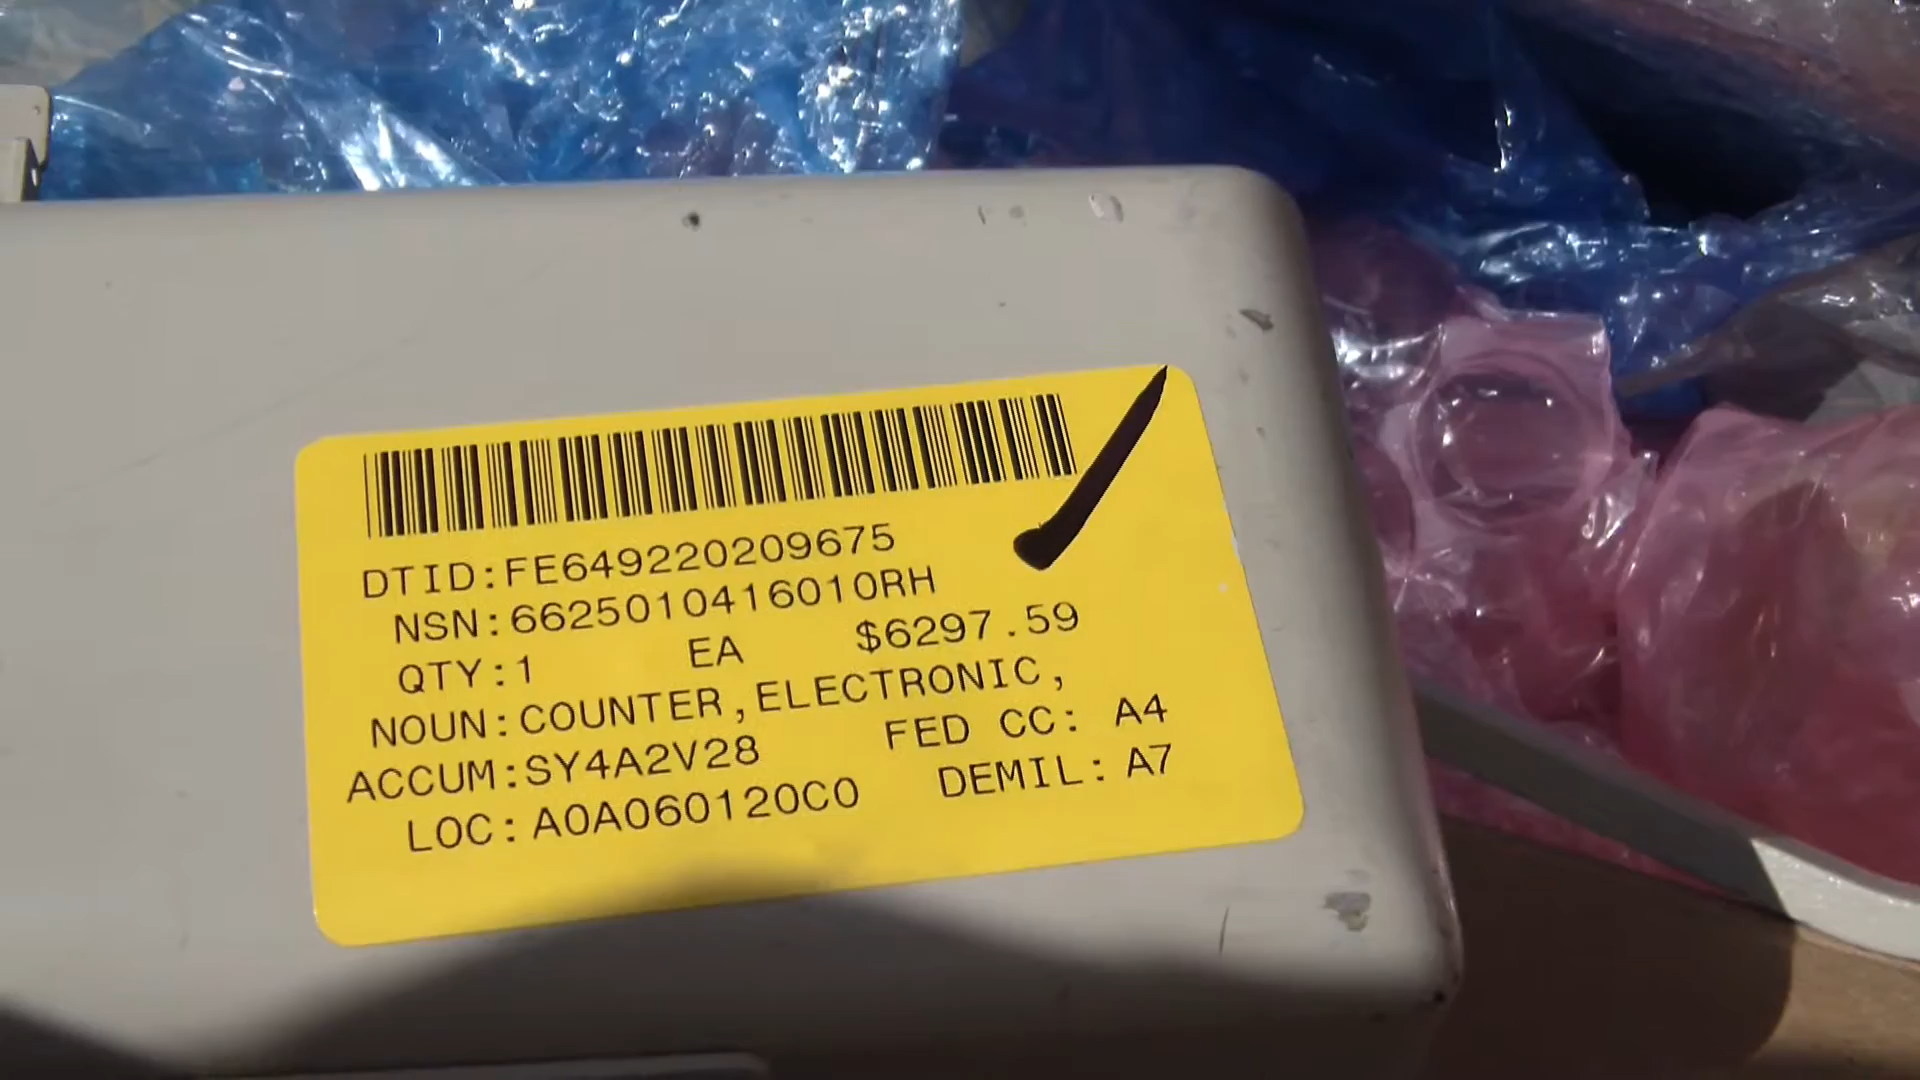 DTID:FE649220209675
NSN:6625010416010RH
QTY:1 EA $6297.59
NOUN:COUNTER,ELECTRONIC,
ACCUM:SY4A2V28 FED CC: A4
LOC:A0A060120C0 DEMIL: A7